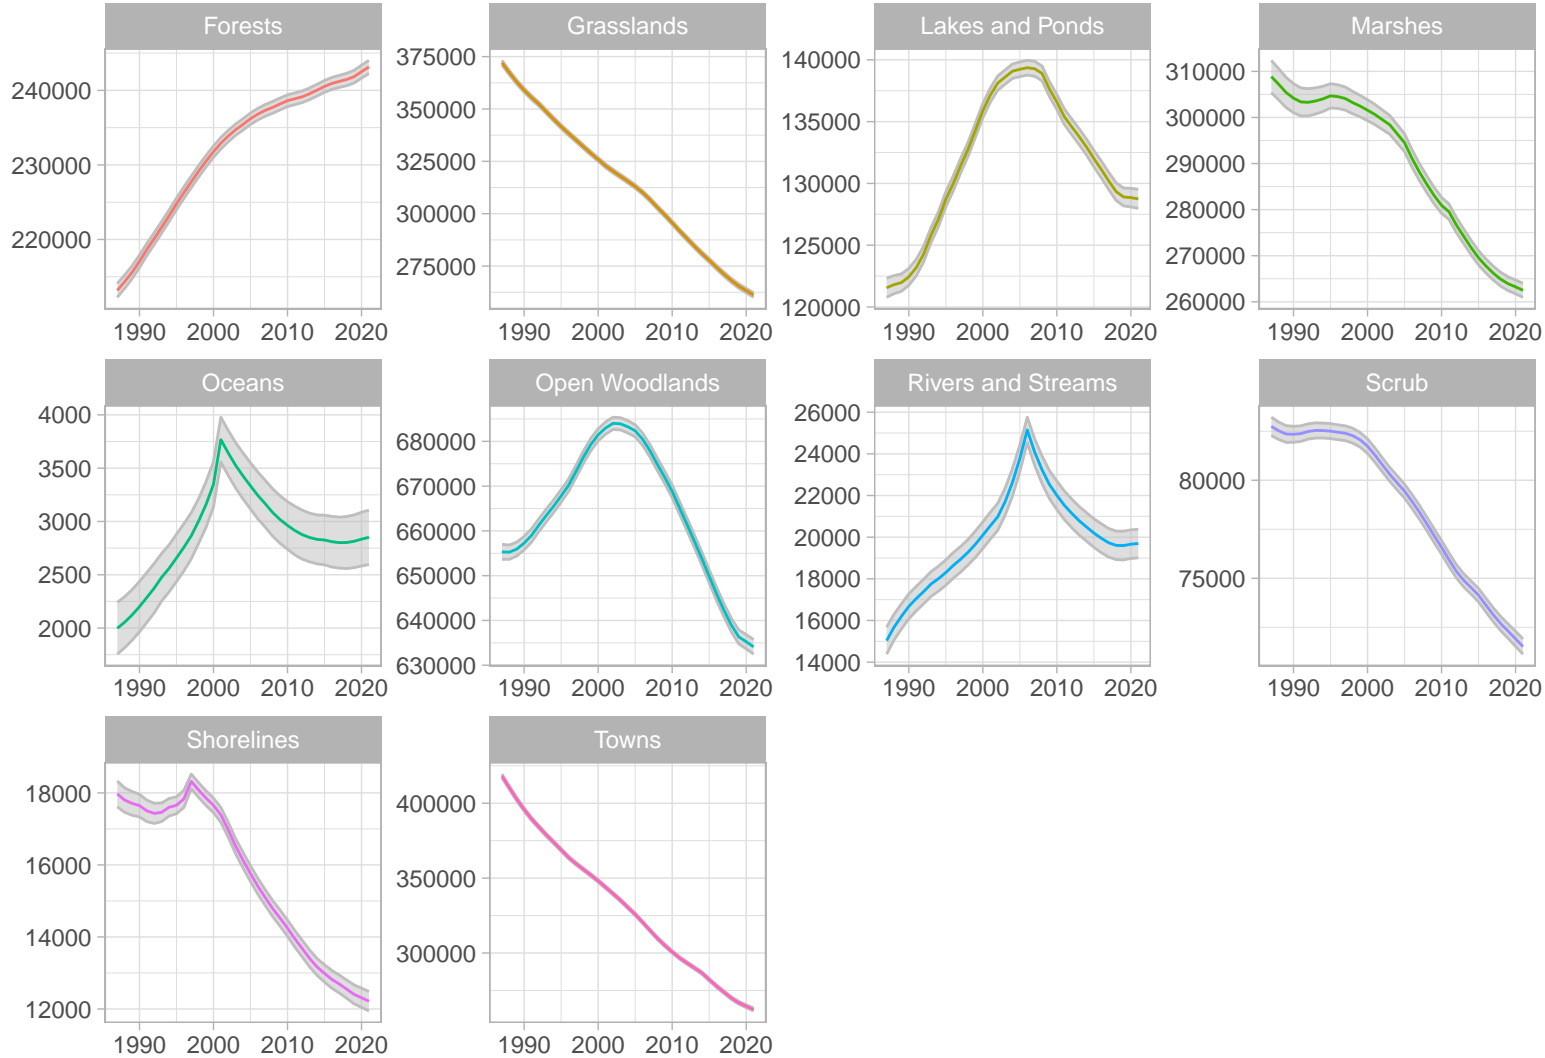 Forests
Grasslands
Lakes and Ponds
Marshes
240000
230000
220000
1990 2000 2010 2020
375000
350000
325000
300000
275000
1990 2000 2010 2020
140000
135000
130000
125000
120000
1990 2000 2010 2020
310000
300000
290000
280000
270000
260000
1990 2000 2010 2020
Oceans
Open Woodlands
Rivers and Streams
Scrub
4000
3500
3000
2500
2000
1990 2000 2010 2020
680000
670000
660000
650000
640000
630000
1990 2000 2010 2020
26000
24000
22000
20000
18000
16000
14000
1990 2000 2010 2020
80000
75000
1990 2000 2010 2020
Shorelines
Towns
18000
16000
14000
12000
1990 2000 2010 2020
400000
350000
300000
1990 2000 2010 2020